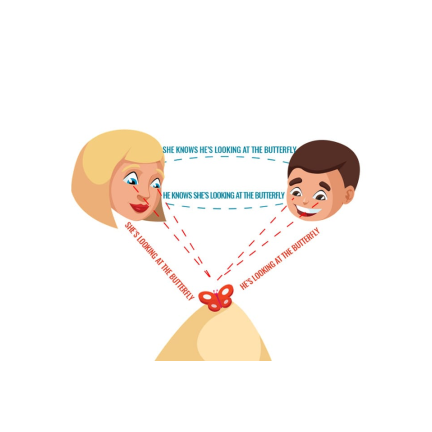 SHE KNOWS HE'S LOOKING AT THE BUTTERFLY
HE KNOWS SHE'S LOOKING AT THE BUTTERFLY
SHE'S LOOKING AT THE BUTTERFLY
HE'S LOOKING AT THE BUTTERFLY